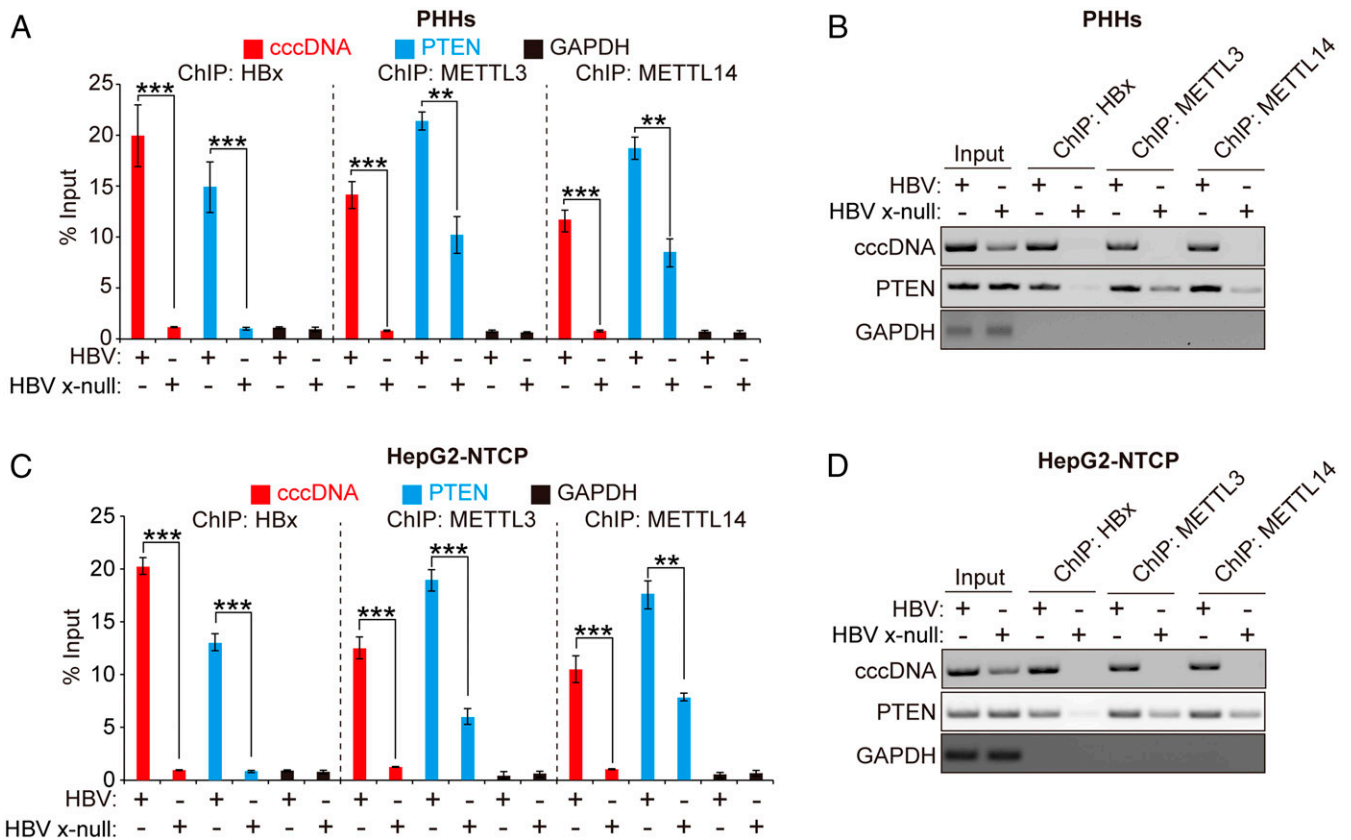 A
PHHs
cccDNA PTEN GAPDH
ChIP: HBx ChIP: METTL3 ChIP: METTL14
25
20
15
10
5
0
% Input
*** *** *** ** *** **
HBV: + - + - + - + - + - + - + - + - + -
HBV x-null: - + - + - + - + - + - + - + - + - +
B
PHHs
Input ChIP: HBx ChIP: METTL3 ChIP: METTL14
HBV: + - + - + - + -
HBV x-null: - + - + - + - +
cccDNA
PTEN
GAPDH
C
HepG2-NTCP
cccDNA PTEN GAPDH
ChIP: HBx ChIP: METTL3 ChIP: METTL14
25
20
15
10
5
0
% Input
*** *** *** *** *** **
HBV: + - + - + - + - + - + - + - + - + -
HBV x-null: - + - + - + - + - + - + - + - + - +
D
HepG2-NTCP
Input ChIP: HBx ChIP: METTL3 ChIP: METTL14
HBV: + - + - + - + -
HBV x-null: - + - + - + - +
cccDNA
PTEN
GAPDH